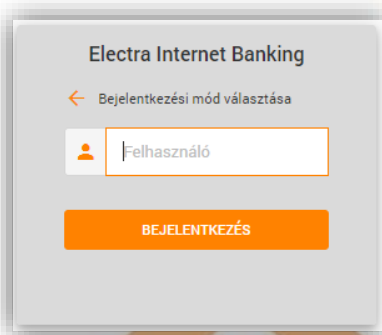 Electra Internet Banking
Bejelentkezési mód választása
Felhasználó
BEJELENTKEZÉS